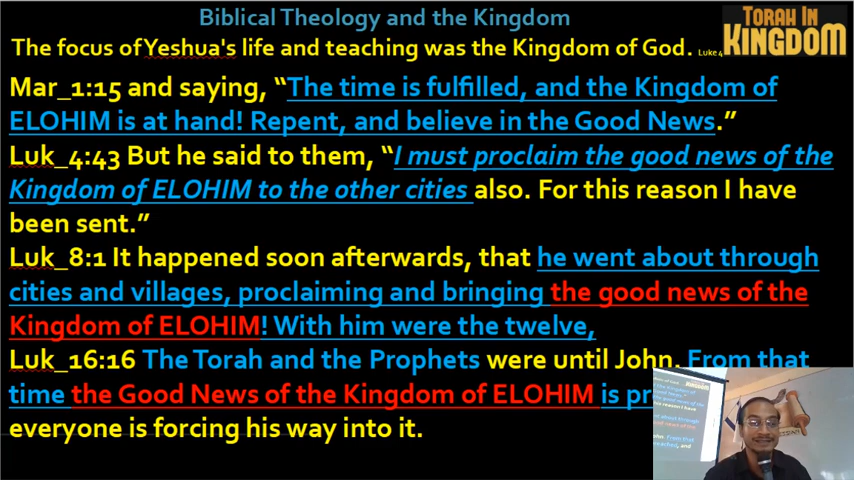 Biblical Theology and the Kingdom
TORAH IN
KINGDOM
The focus of Yeshua's life and teaching was the Kingdom of God. Luke 4
Mar_1:15 and saying, “The time is fulfilled, and the Kingdom of
ELOHIM is at hand! Repent, and believe in the Good News.”
Luk_4:43 But he said to them, “I must proclaim the good news of the
Kingdom of ELOHIM to the other cities also. For this reason I have
been sent.”
Luk_8:1 It happened soon afterwards, that he went about through
cities and villages, proclaiming and bringing the good news of the
Kingdom of ELOHIM! With him were the twelve,
Luk_16:16 The Torah and the Prophets were until John. From that
time the Good News of the Kingdom of ELOHIM is pr
everyone is forcing his way into it.